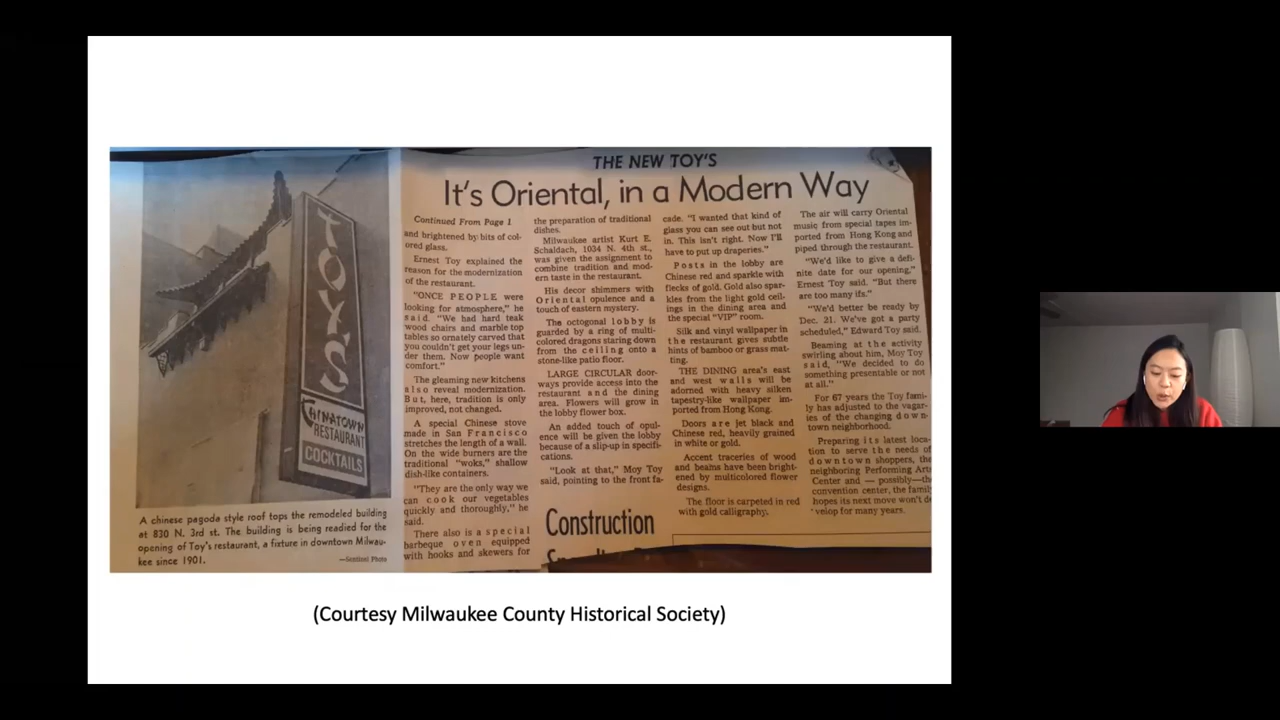 TOYS
CHINATOWN
RESTAURANT
COCKTAILS
A chinese pagoda style roof tops the remodeled building
at 830 N. 3rd st. The building is being readied for the
opening of Toy's restaurant, a fixture in downtown Milwau-
kee since 1901.
—Sentinel Photo
THE NEW TOY'S
It's Oriental, in a Modern Way
Continued From Page 1
and brightened by bits of col-
ored glass.
Ernest Toy explained the
reason for the modernization
of the restaurant.
"ONCE PEOPLE were
looking for atmosphere," he
said. "We had hard teak
wood chairs and marble top
tables so ornately carved that
you couldn't get your legs un-
der them. Now people want
comfort."
The gleaming new kitchens
also reveal modernization.
But, here, tradition is only
improved, not changed.
A special Chinese stove
made in San Francisco
stretches the length of a wall.
On the wide burners are the
traditional "woks," shallow
dish-like containers.
"They are the only way we
can cook our vegetables
quickly and thoroughly," he
said.
There also is a special
barbeque oven equipped
with hooks and skewers for
the preparation of traditional
dishes.
Milwaukee artist Kurt E.
Schaldach, 1034 N. 4th st.,
was given the assignment to
combine tradition and mod-
ern taste in the restaurant.
His decor shimmers with
Oriental opulence and a
touch of eastern mystery.
The octogonal lobby is
guarded by a ring of multi-
colored dragons staring down
from the ceiling onto a
stone-like patio floor.
LARGE CIRCULAR door-
ways provide access into the
restaurant and the dining
area. Flowers will grow in
the lobby flower box.
An added touch of opul-
ence will be given the lobby
because of a slip-up in specifi-
cations.
"Look at that," Moy Toy
said, pointing to the front fa-
Construction
cade. "I wanted that kind of
glass you can see out but not
in. This isn't right. Now I'll
have to put up draperies."
Posts in the lobby are
Chinese red and sparkle with
flecks of gold. Gold also spar-
kles from the light gold ceil-
ings in the dining area and
the special "VIP" room.
Silk and vinyl wallpaper in
the restaurant gives subtle
hints of bamboo or grass mat-
ting.
THE DINING area's east
and west walls will be
adorned with heavy silken
tapestry-like wallpaper im-
ported from Hong Kong.
Doors are jet black and
Chinese red, heavily grained
in white or gold.
Accent traceries of wood
and beams have been bright-
ened by multicolored flower
designs.
The floor is carpeted in red
with gold calligraphy.
The air will carry Oriental
music from special tapes im-
ported from Hong Kong and
piped through the restaurant.
"We'd like to give a defi-
nite date for our opening,"
Ernest Toy said. "But there
are too many ifs."
"We'd better be ready by
Dec. 21. We've got a party
scheduled," Edward Toy said.
Beaming at the activity
swirling about him, Moy Toy
said, "We decided to do
something presentable or not
at all."
For 67 years the Toy fami-
ly has adjusted to the vagar-
ies of the changing down-
town neighborhood.
Preparing its latest loca-
tion to serve the needs of
downtown shoppers, the
neighboring Performing Arts
Center and — possibly—the
convention center, the family
hopes its next move won't de
velop for many years.
(Courtesy Milwaukee County Historical Society)